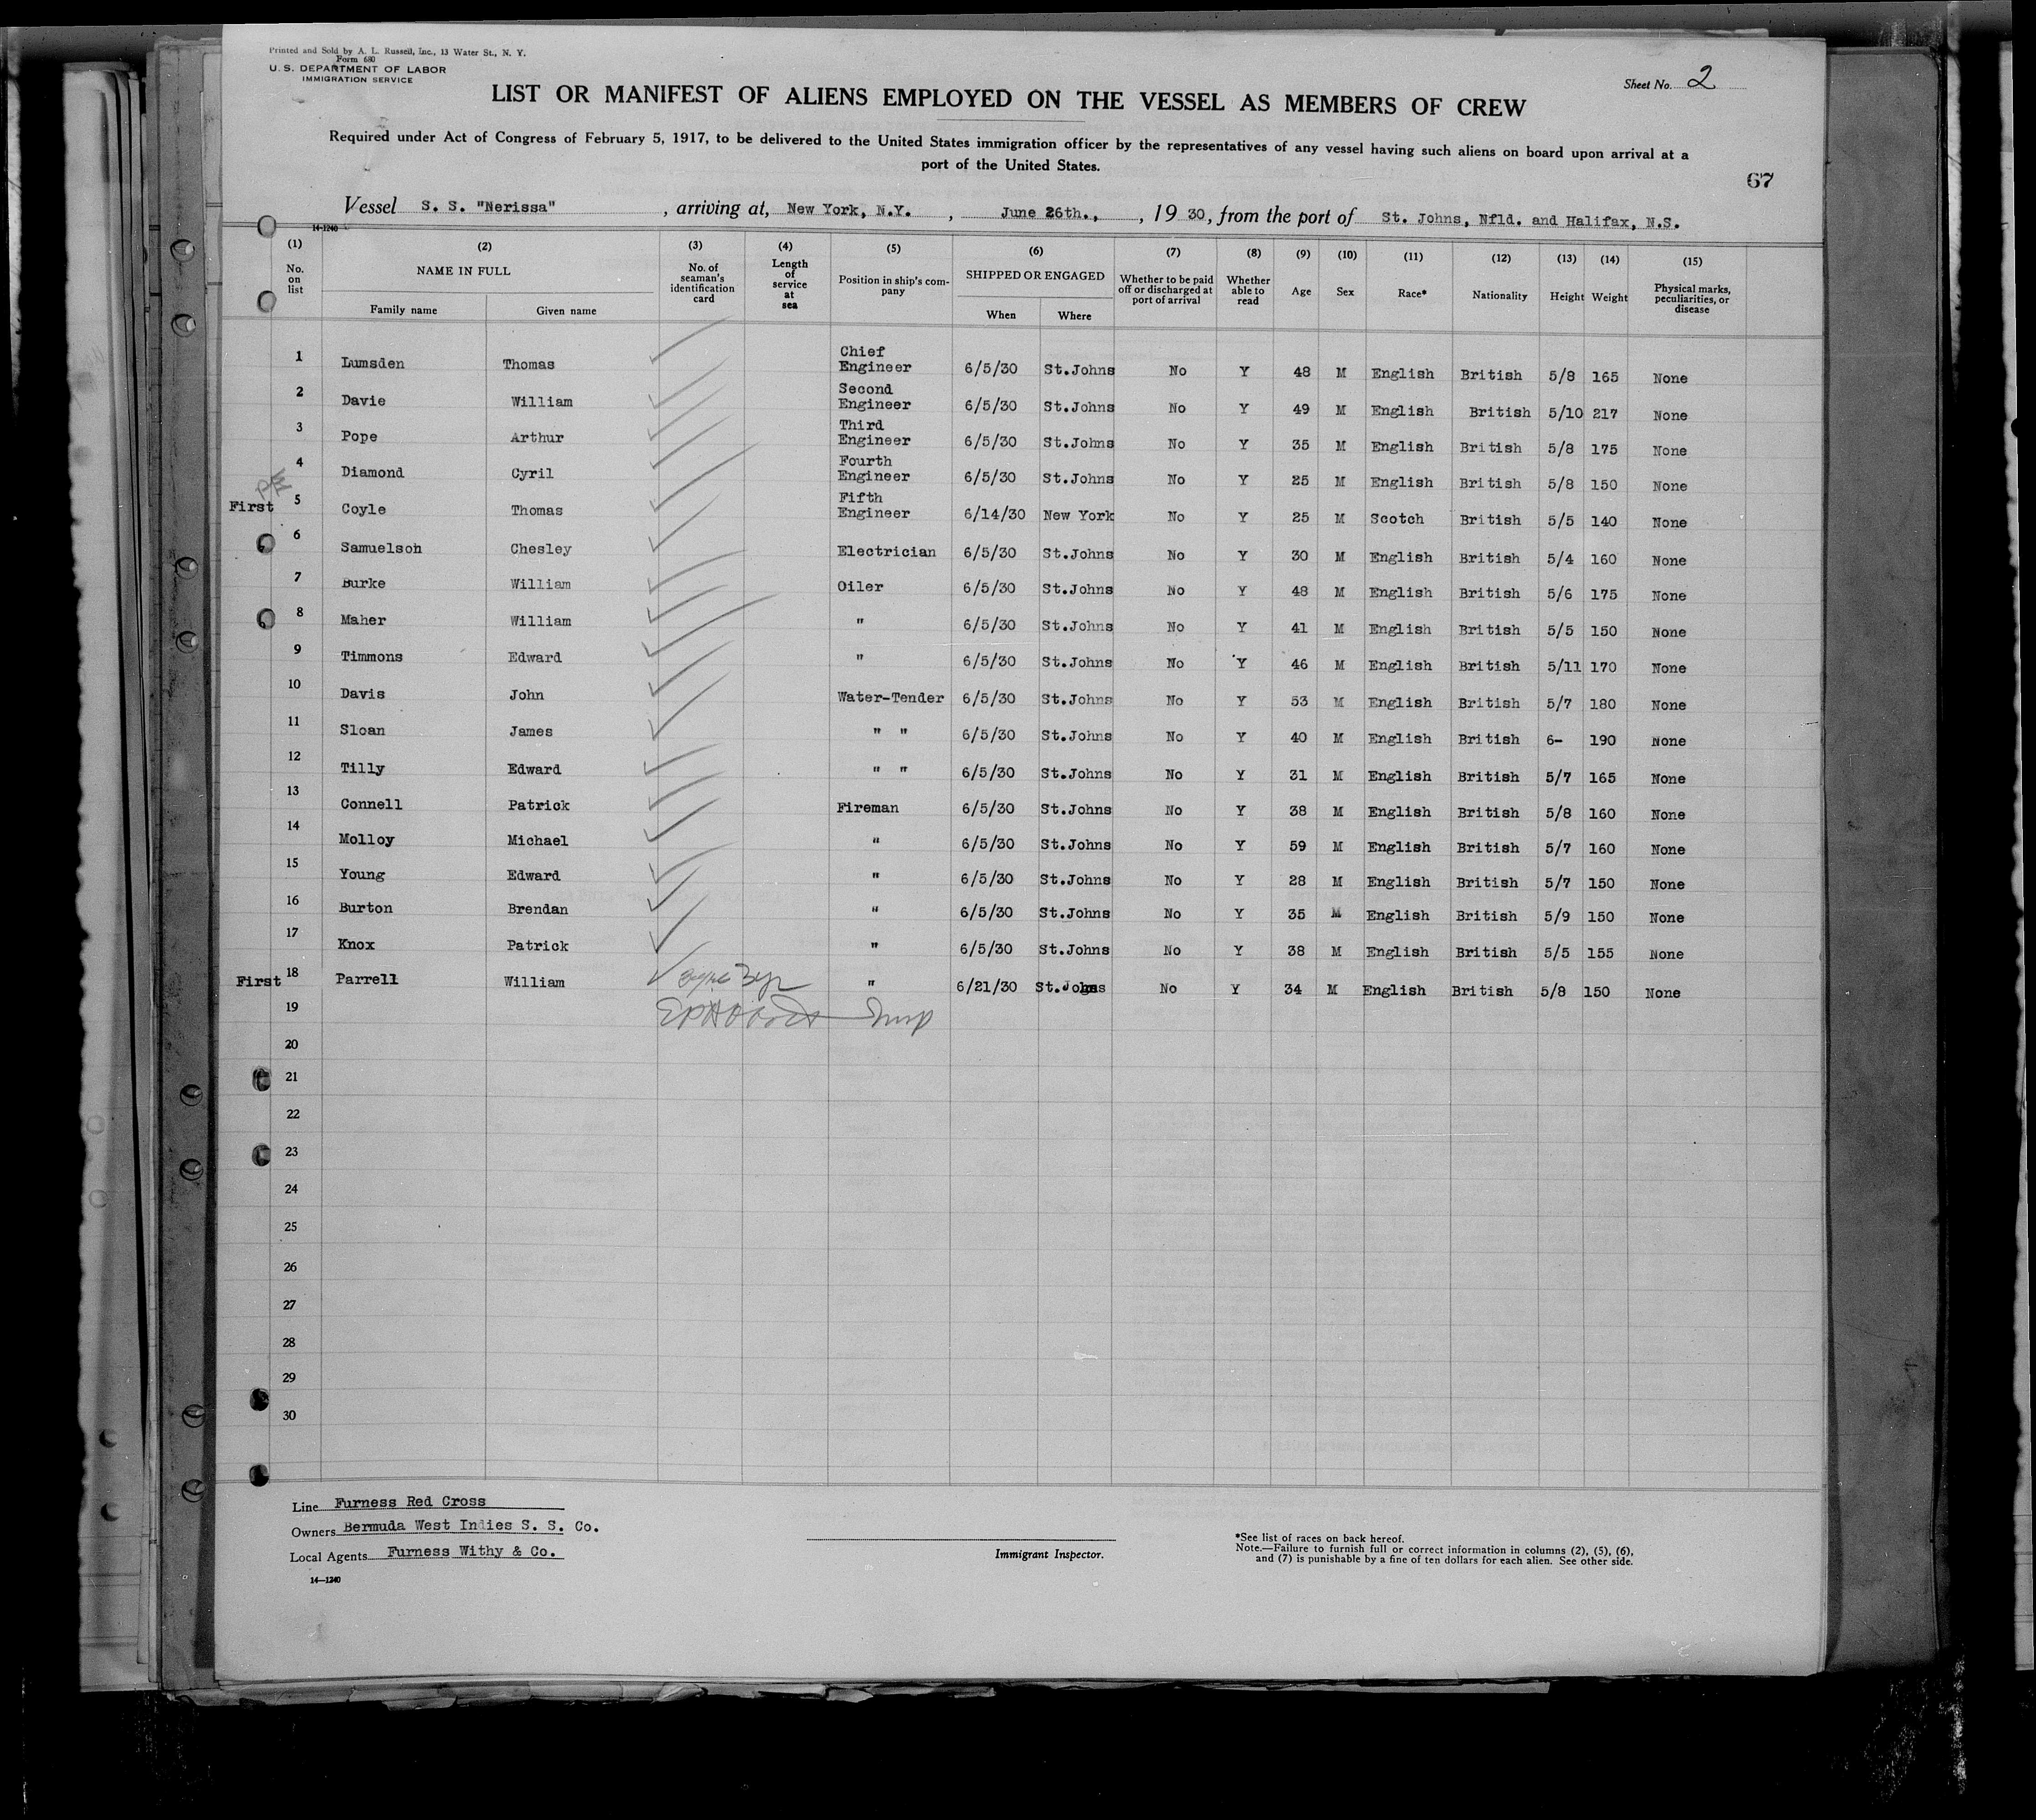 Printed and Sold by A. L. Russell, Inc., 13 Water St., N. Y.
Form 680
U. S. DEPARTMENT OF LABOR
IMMIGRATION SERVICE
Sheet No. 2
LIST OR MANIFEST OF ALIENS EMPLOYED ON THE VESSEL AS MEMBERS OF CREW
Required under Act of Congress of February 5, 1917, to be delivered to the United States immigration officer by the representatives of any vessel having such aliens on board upon arrival at a
port of the United States.
67
Vessel S. S. "Nerissa" , arriving at, New York, N.Y. , June 26th., , 19 30, from the port of St. Johns, Nfld. and Halifax, N.S.
14-1240
(1) (2) (3) (4) (5) (6) (7) (8) (9) (10) (11) (12) (13) (14) (15)
No. on list NAME IN FULL Family name Given name No. of seaman's identification card Length of service at sea Position in ship's company SHIPPED OR ENGAGED When Where Whether to be paid off or discharged at port of arrival Whether able to read Age Sex Race* Nationality Height Weight Physical marks, peculiarities, or disease
1 Lumsden Thomas Chief Engineer 6/5/30 St.Johns No Y 48 M English British 5/8 165 None
2 Davie William Second Engineer 6/5/30 St.Johns No Y 49 M English British 5/10 217 None
3 Pope Arthur Third Engineer 6/5/30 St.Johns No Y 35 M English British 5/8 175 None
4 Diamond Cyril Fourth Engineer 6/5/30 St.Johns No Y 25 M English British 5/8 150 None
First 5 Coyle Thomas Fifth Engineer 6/14/30 New York No Y 25 M Scotch British 5/5 140 None
6 Samuelson Chesley Electrician 6/5/30 St.Johns No Y 30 M English British 5/4 160 None
7 Burke William Oiler 6/5/30 St.Johns No Y 48 M English British 5/6 175 None
8 Maher William " 6/5/30 St.Johns No Y 41 M English British 5/5 150 None
9 Timmons Edward " 6/5/30 St.Johns No Y 46 M English British 5/11 170 None
10 Davis John Water-Tender 6/5/30 St.Johns No Y 53 M English British 5/7 180 None
11 Sloan James " " 6/5/30 St.Johns No Y 40 M English British 6- 190 None
12 Tilly Edward " " 6/5/30 St.Johns No Y 31 M English British 5/7 165 None
13 Connell Patrick Fireman 6/5/30 St.Johns No Y 38 M English British 5/8 160 None
14 Molloy Michael " 6/5/30 St.Johns No Y 59 M English British 5/7 160 None
15 Young Edward " 6/5/30 St.Johns No Y 28 M English British 5/7 150 None
16 Burton Brendan " 6/5/30 St.Johns No Y 35 M English British 5/9 150 None
17 Knox Patrick " 6/5/30 St.Johns No Y 38 M English British 5/5 155 None
First 18 Parrell William 3yr " 6/21/30 St.Johns No Y 34 M English British 5/8 150 None
19
20
21
22
23
24
25
26
27
28
29
30
Line Furness Red Cross
Owners Bermuda West Indies S. S. Co.
Local Agents Furness Withy & Co.
14—1240
Immigrant Inspector.
*See list of races on back hereof.
Note.—Failure to furnish full or correct information in columns (2), (5), (6),
and (7) is punishable by a fine of ten dollars for each alien. See other side.